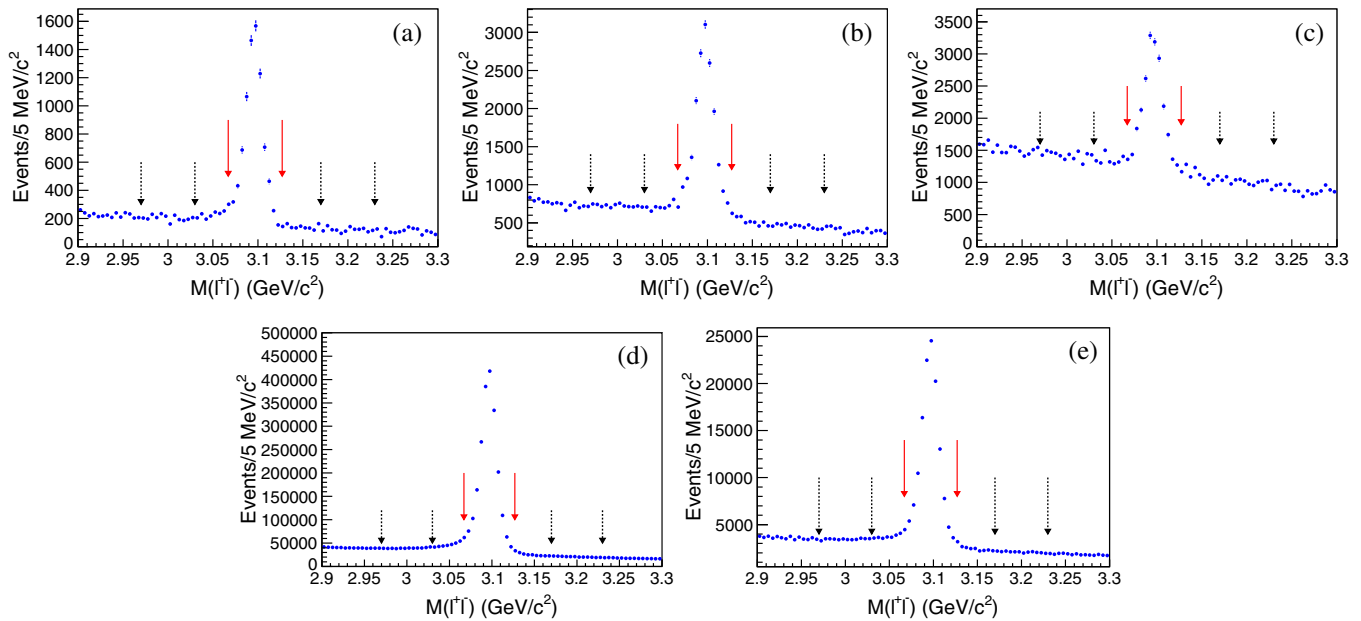 (a)
Events/5 MeV/c²
1600
1400
1200
1000
800
600
400
200
0
2.9 2.95 3 3.05 3.1 3.15 3.2 3.25 3.3
M(l⁺l⁻) (GeV/c²)
(b)
Events/5 MeV/c²
3000
2500
2000
1500
1000
500
2.9 2.95 3 3.05 3.1 3.15 3.2 3.25 3.3
M(l⁺l⁻) (GeV/c²)
(c)
Events/5 MeV/c²
3500
3000
2500
2000
1500
1000
500
0
2.9 2.95 3 3.05 3.1 3.15 3.2 3.25 3.3
M(l⁺l⁻) (GeV/c²)
(d)
Events/5 MeV/c²
500000
450000
400000
350000
300000
250000
200000
150000
100000
50000
0
2.9 2.95 3 3.05 3.1 3.15 3.2 3.25 3.3
M(l⁺l⁻) (GeV/c²)
(e)
Events/5 MeV/c²
25000
20000
15000
10000
5000
2.9 2.95 3 3.05 3.1 3.15 3.2 3.25 3.3
M(l⁺l⁻) (GeV/c²)